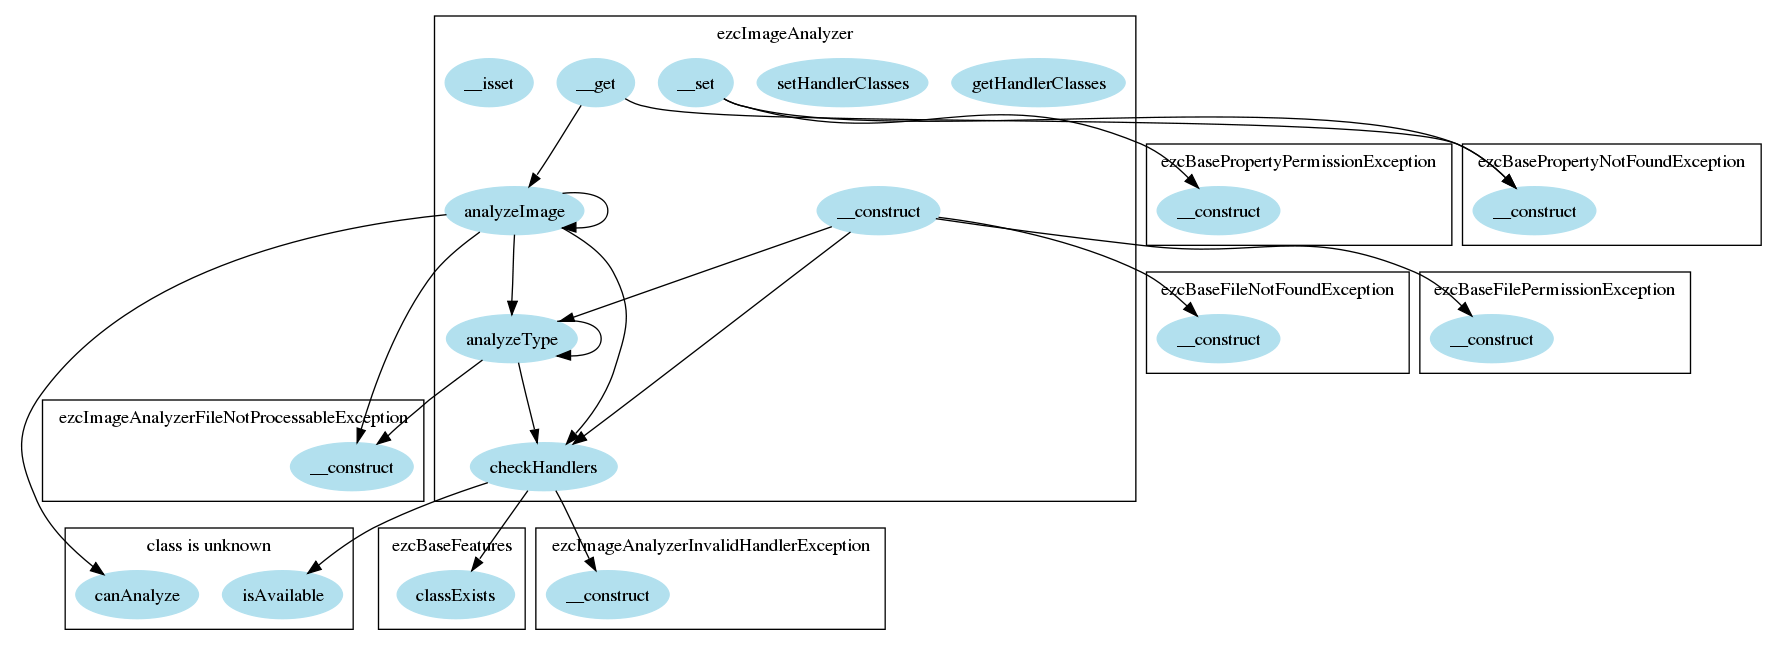 ezcImageAnalyzer
__isset
__get
__set
setHandlerClasses
getHandlerClasses
ezcBasePropertyPermissionException
ezcBasePropertyNotFoundException
analyzeImage
__construct
__construct
__construct
ezcBaseFileNotFoundException
ezcBaseFilePermissionException
analyzeType
__construct
__construct
ezcImageAnalyzerFileNotProcessableException
__construct
checkHandlers
class is unknown
ezcBaseFeatures
ezcImageAnalyzerInvalidHandlerException
canAnalyze
isAvailable
classExists
__construct